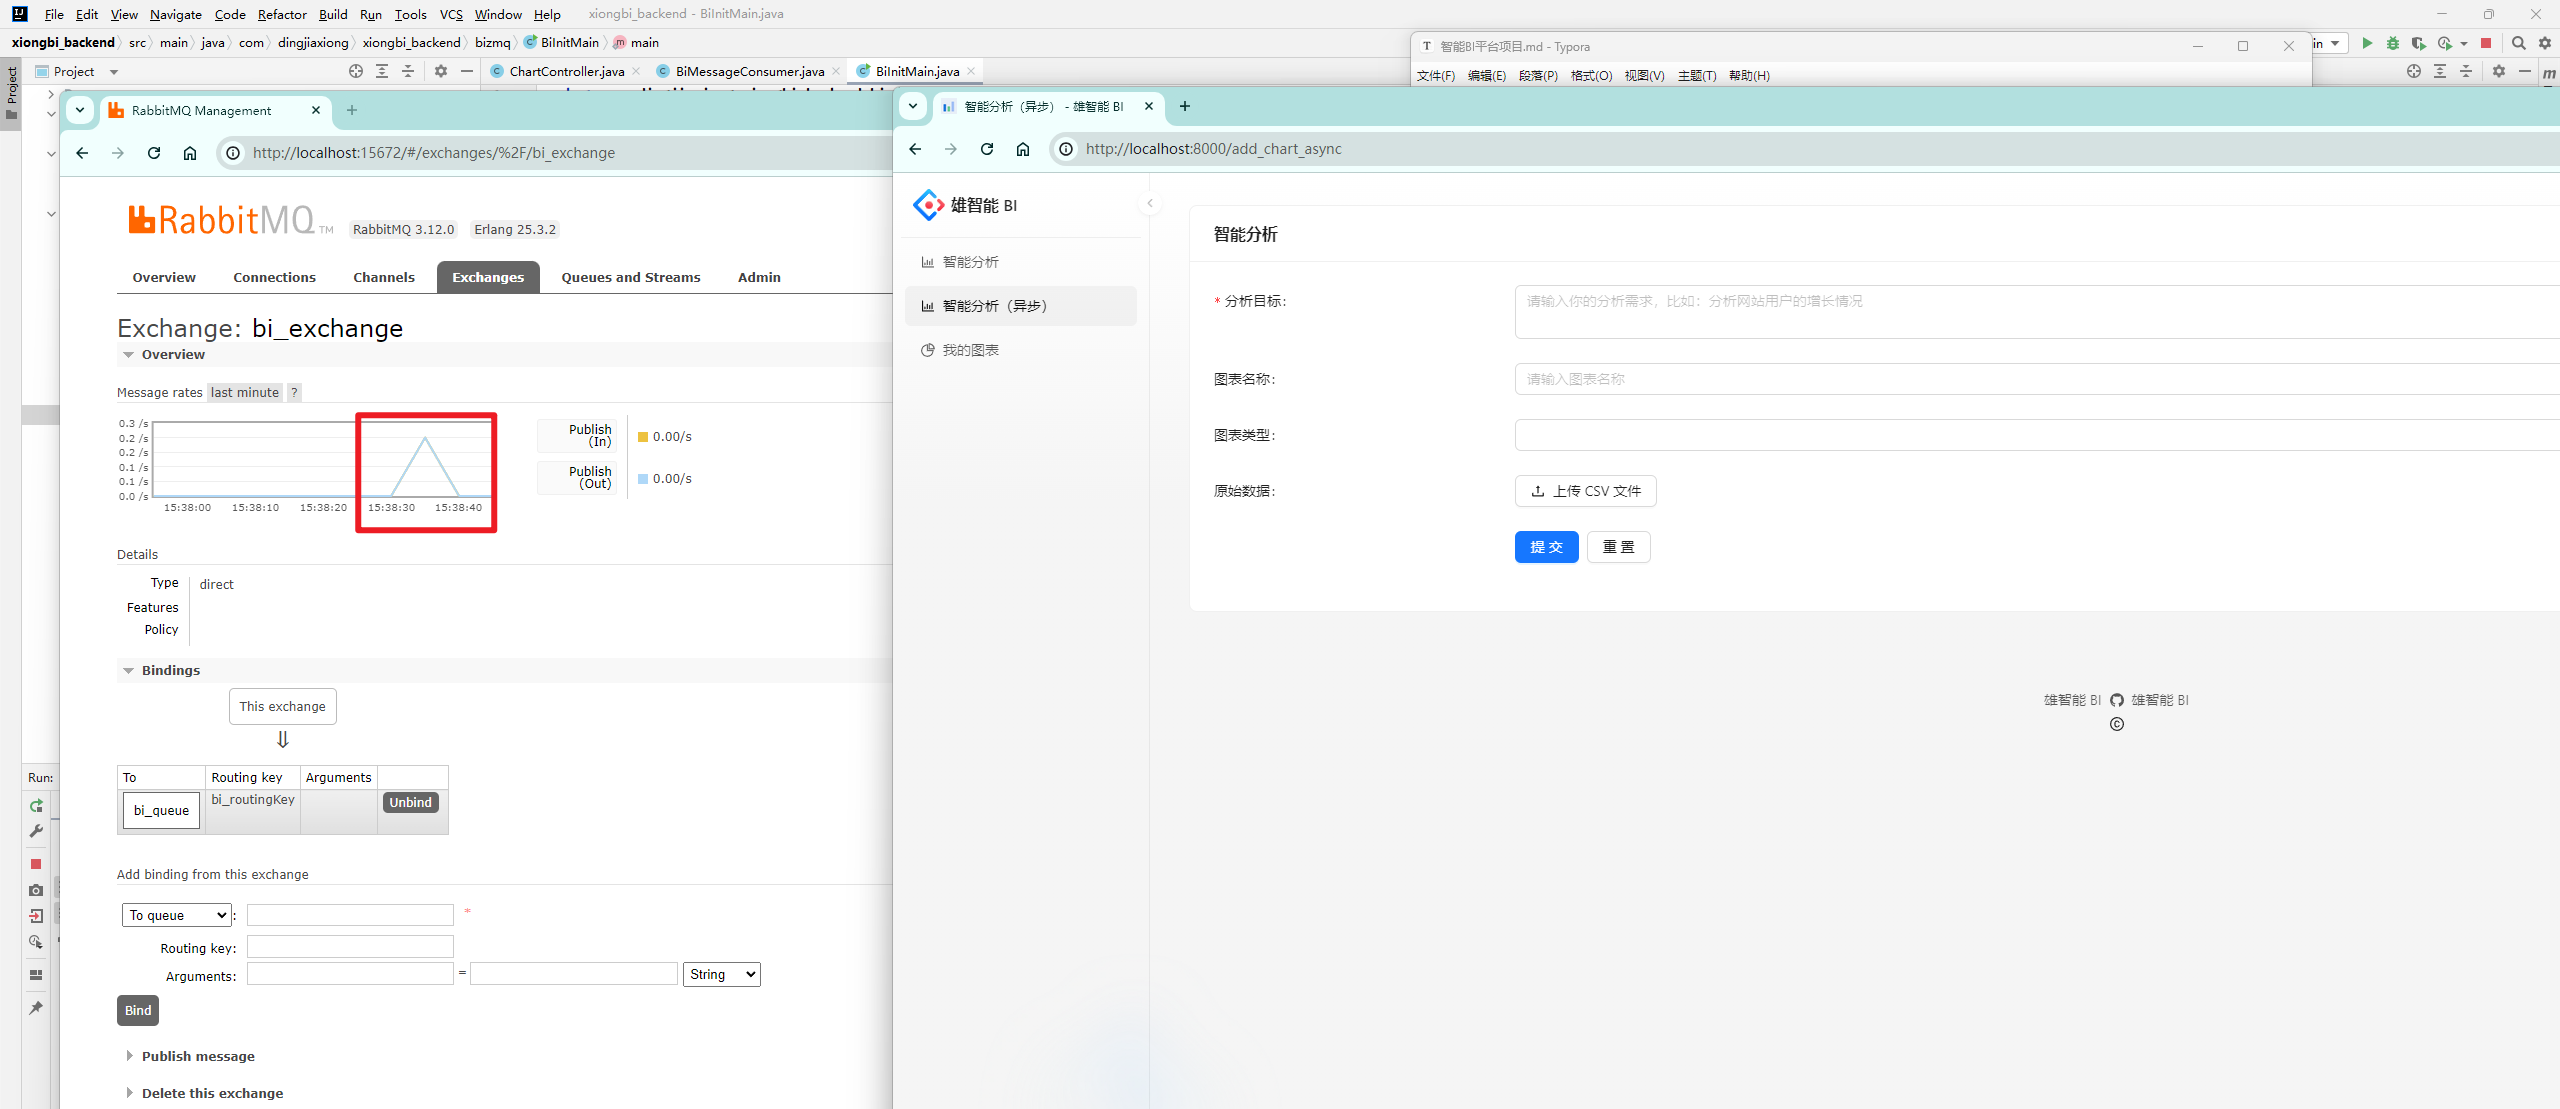 File Edit View Navigate Code Refactor Build Run Tools VCS Window Help xiongbi_backend - BiInitMain.java
xiongbi_backend src main java com dingjiaxiong xiongbi_backend bizmq BiInitMain main
智能BI平台项目.md - Typora
文件(F) 编辑(E) 段落(P) 格式(O) 视图(V) 主题(T) 帮助(H)
Project
Project
ChartController.java BiMessageConsumer.java BiInitMain.java
RabbitMQ Management
http://localhost:15672/#/exchanges/%2F/bi_exchange
RabbitMQ TM
RabbitMQ 3.12.0 Erlang 25.3.2
Overview Connections Channels Exchanges Queues and Streams Admin
Exchange: bi_exchange
Overview
Message rates last minute ?
0.3 /s
0.2 /s
0.2 /s
0.1 /s
0.1 /s
0.0 /s
15:38:00 15:38:10 15:38:20 15:38:30 15:38:40
Publish (In) 0.00/s
Publish (Out) 0.00/s
Details
Type direct
Features
Policy
Bindings
This exchange
⇓
To Routing key Arguments
bi_queue bi_routingKey Unbind
Add binding from this exchange
To queue : *
Routing key:
Arguments: = String
Bind
Publish message
Delete this exchange
Run:
智能分析（异步） - 雄智能 BI
http://localhost:8000/add_chart_async
雄智能 BI
智能分析
智能分析（异步）
我的图表
智能分析
* 分析目标: 请输入你的分析需求，比如：分析网站用户的增长情况
图表名称: 请输入图表名称
图表类型:
原始数据: 上传 CSV 文件
提 交 重 置
雄智能 BI 雄智能 BI
©